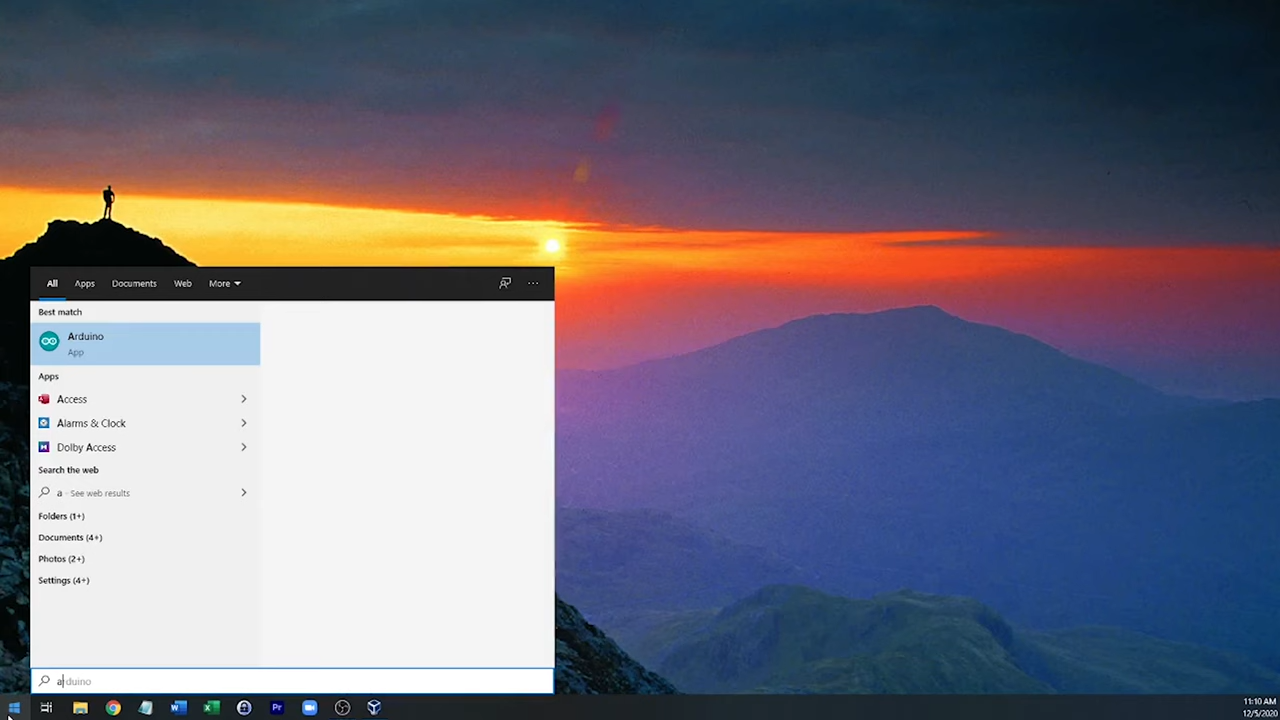 All Apps Documents Web More
Best match
Arduino
App
Apps
Access
Alarms & Clock
Dolby Access
Search the web
a - See web results
Folders (1+)
Documents (4+)
Photos (2+)
Settings (4+)
arduino
Pr
11:10 AM
12/5/2020